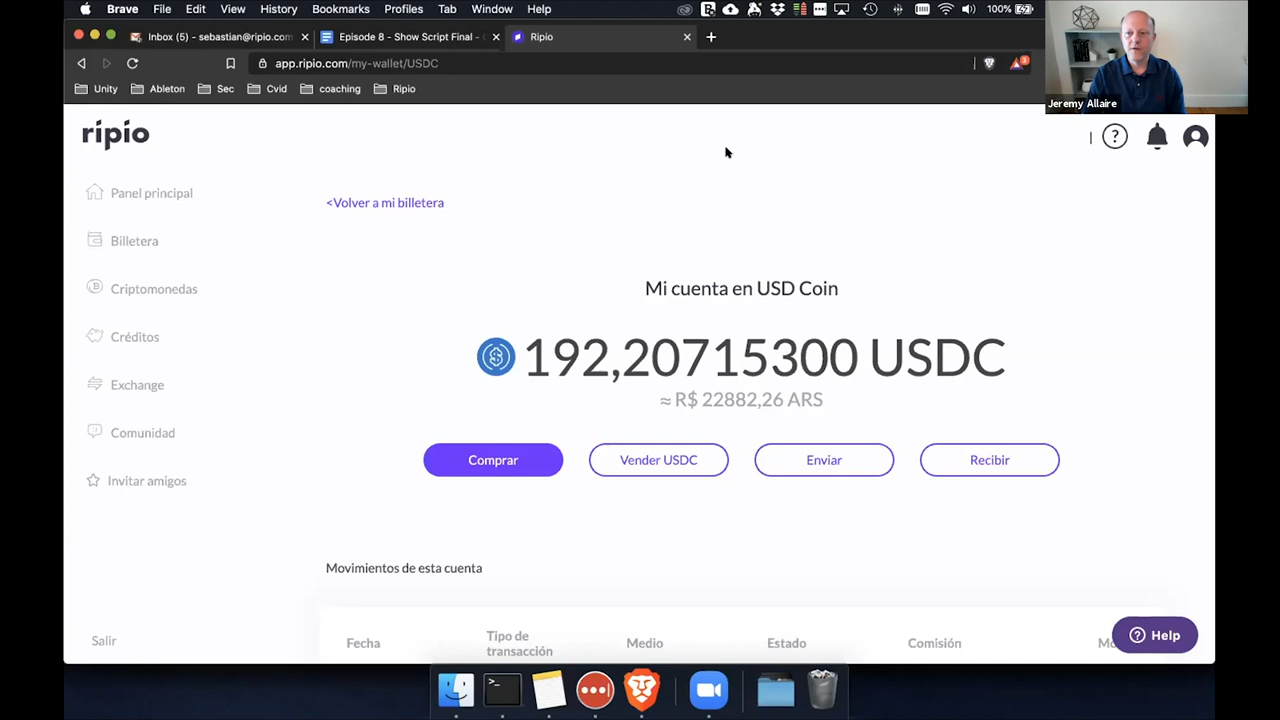 Brave File Edit View History Bookmarks Profiles Tab Window Help 100%
Inbox (5) - sebastian@ripio.com
Episode 8 - Show Script Final -
Ripio
app.ripio.com/my-wallet/USDC
3
Unity Ableton Sec Cvid coaching Ripio
Jeremy Allaire
ripio
Panel principal
Billetera
Criptomonedas
Créditos
Exchange
Comunidad
Invitar amigos
Salir
<Volver a mi billetera
Mi cuenta en USD Coin
192,20715300 USDC
≈ R$ 22882,26 ARS
Comprar Vender USDC Enviar Recibir
Movimientos de esta cuenta
Fecha Tipo de transacción Medio Estado Comisión
Help